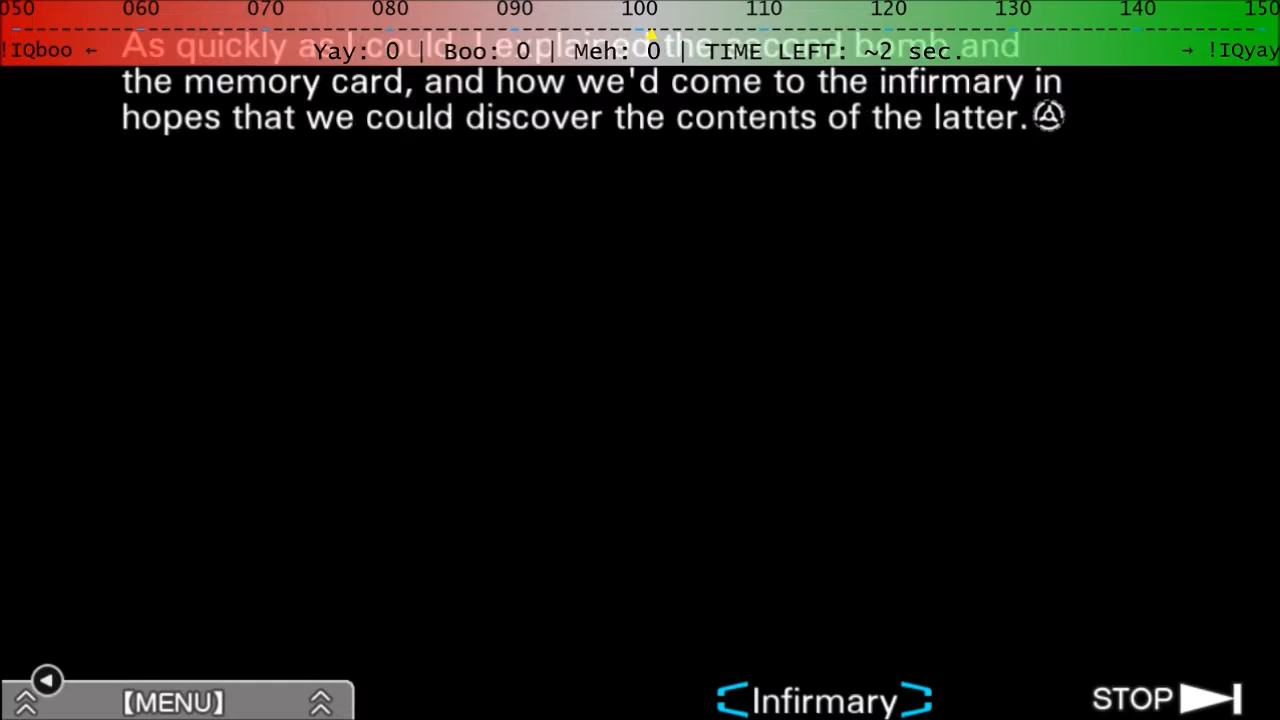 050 060 070 080 090 100 110 120 130 140 150
!IQboo ← Yay: 0 | Boo: 0 | Meh: 0 | TIME LEFT: ~2 sec. → !IQyay
As quickly as I could, I explained the second bomb and
the memory card, and how we'd come to the infirmary in
hopes that we could discover the contents of the latter.
【MENU】 Infirmary STOP